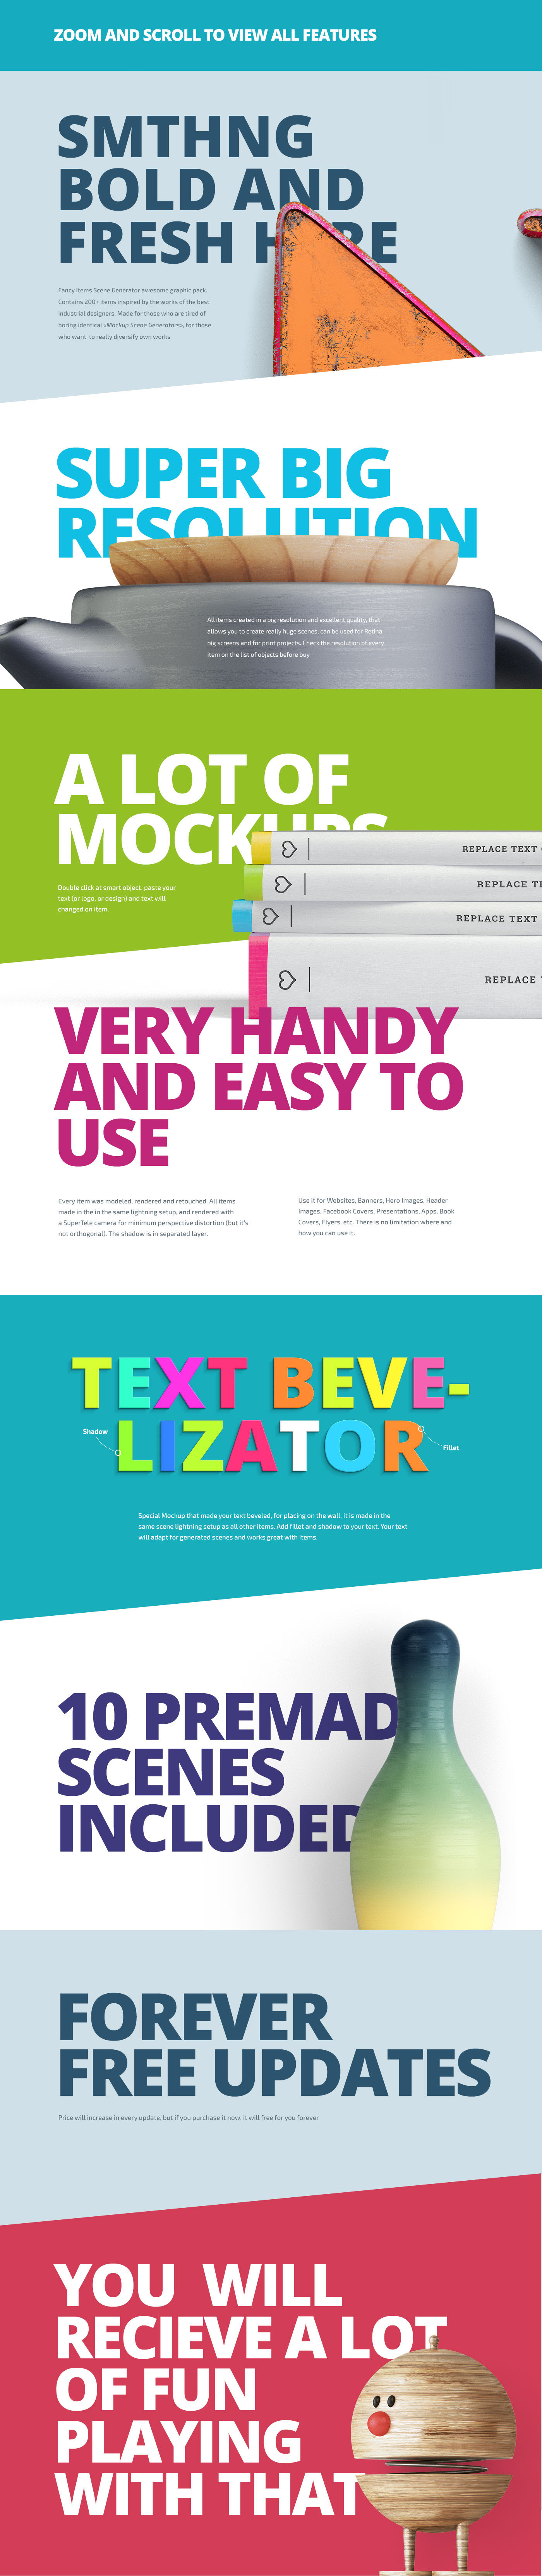 ZOOM AND SCROLL TO VIEW ALL FEATURES
SMTHNG
BOLD AND
FRESH H RE
Fancy Items Scene Generator awesome graphic pack.
Contains 200+ items inspired by the works of the best
industrial designers. Made for those who are tired of
boring identical «Mockup Scene Generators», for those
who want to really diversify own works
SUPER BIG
RESOLUTION
All items created in a big resolution and excellent quality, that
allows you to create really huge scenes, can be used for Retina
big screens and for print projects. Check the resolution of every
item on the list of objects before buy
A LOT OF
MOCKUPS
Double click at smart object, paste your
text (or logo, or design) and text will
changed on item.
REPLACE TEXT
REPLACE TE
REPLACE TEXT
REPLACE
VERY HANDY
AND EASY TO
USE
Every item was modeled, rendered and retouched. All items
made in the in the same lightning setup, and rendered with
a SuperTele camera for minimum perspective distortion (but it's
not orthogonal). The shadow is in separated layer.
Use it for Websites, Banners, Hero Images, Header
Images, Facebook Covers, Presentations, Apps, Book
Covers, Flyers, etc. There is no limitation where and
how you can use it.
TEXT BEVE-
LIZATOR
Shadow
Fillet
Special Mockup that made your text beveled, for placing on the wall, it is made in the
same scene lightning setup as all other items. Add fillet and shadow to your text. Your text
will adapt for generated scenes and works great with items.
10 PREMAD
SCENES
INCLUDED
FOREVER
FREE UPDATES
Price will increase in every update, but if you purchase it now, it will free for you forever
YOU WILL
RECIEVE A LOT
OF FUN
PLAYING
WITH THAT